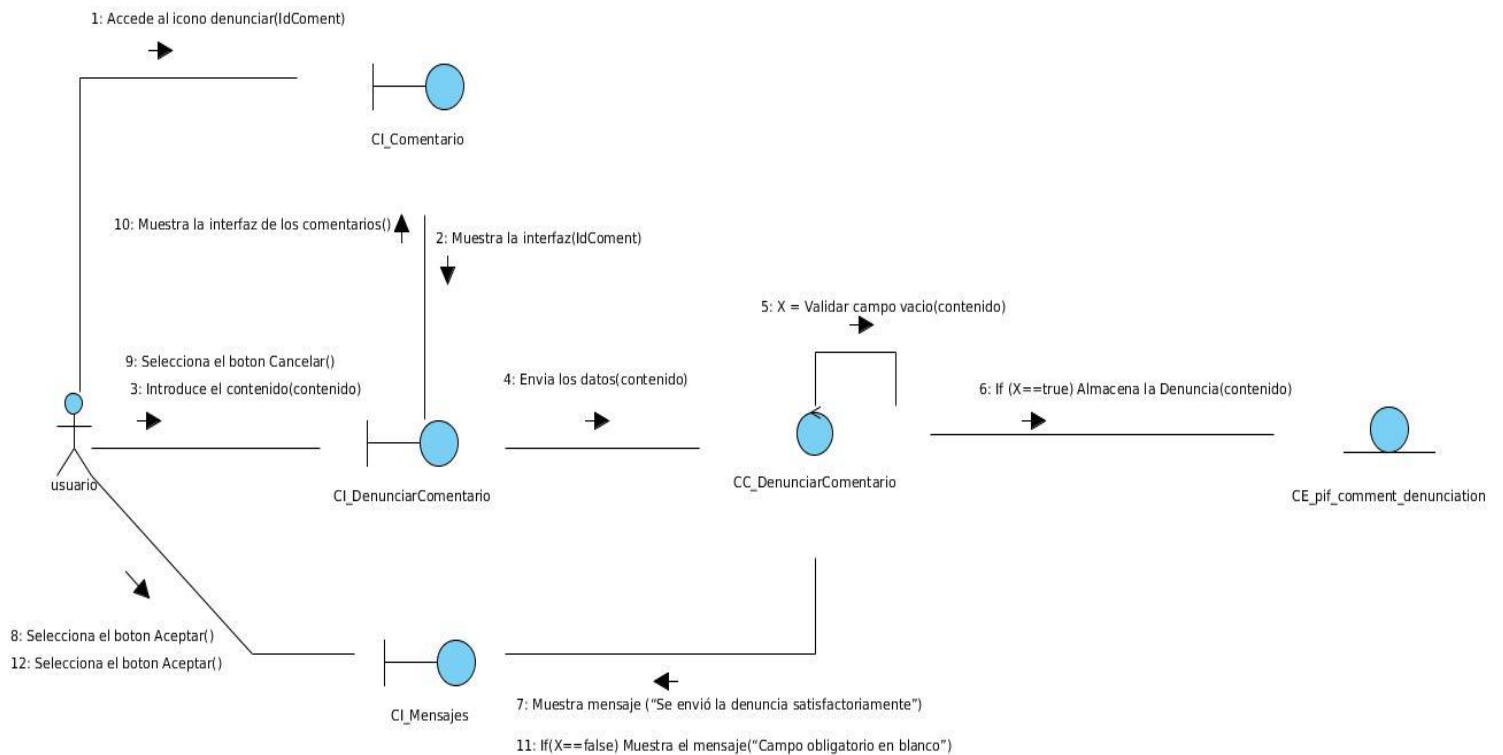 1: Accede al icono denunciar(IdComent)
CI_Comentario
10: Muestra la interfaz de los comentarios()
2: Muestra la interfaz(IdComent)
5: X = Validar campo vacio(contenido)
9: Selecciona el boton Cancelar()
3: Introduce el contenido(contenido)
4: Envia los datos(contenido)
6: If (X==true) Almacena la Denuncia(contenido)
usuario
CI_DenunciarComentario
CC_DenunciarComentario
CE_pif_comment_denunciation
8: Selecciona el boton Aceptar()
12: Selecciona el boton Aceptar()
CI_Mensajes
7: Muestra mensaje (“Se envió la denuncia satisfactoriamente”)
11: If(X==false) Muestra el mensaje(“Campo obligatorio en blanco”)